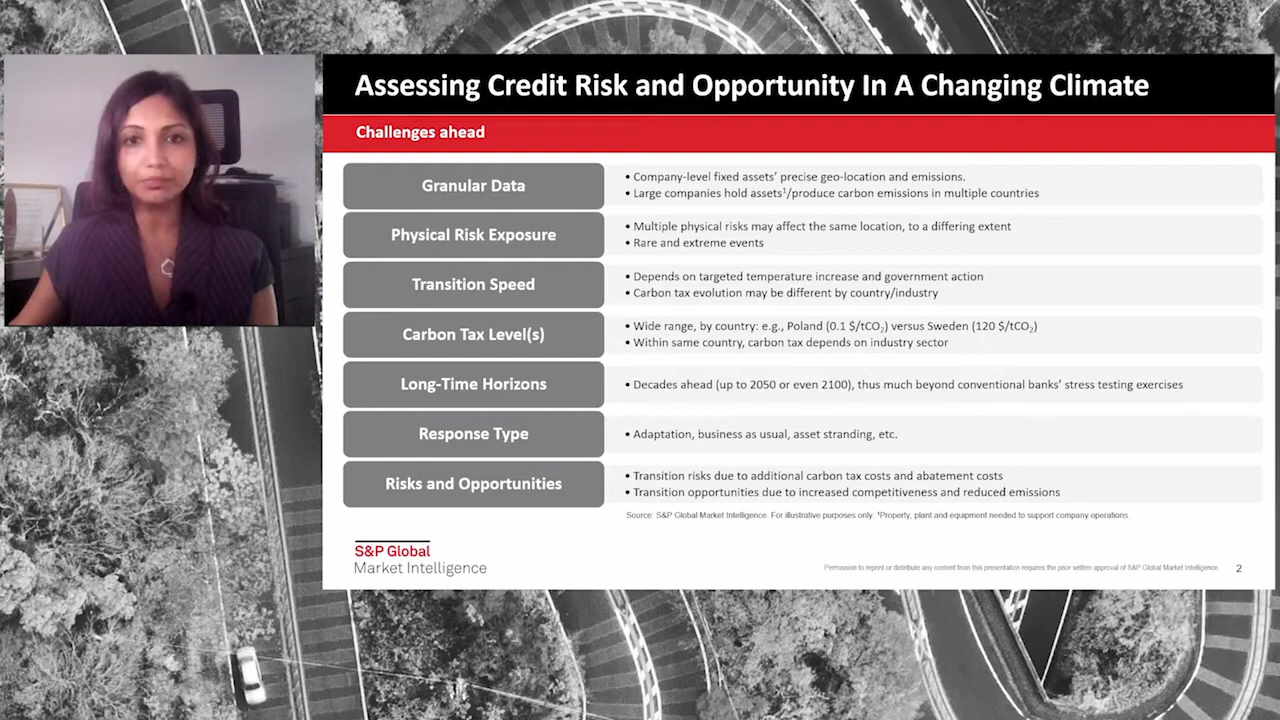 Assessing Credit Risk and Opportunity In A Changing Climate
Challenges ahead
Granular Data
• Company-level fixed assets’ precise geo-location and emissions.
• Large companies hold assets¹/produce carbon emissions in multiple countries
Physical Risk Exposure
• Multiple physical risks may affect the same location, to a differing extent
• Rare and extreme events
Transition Speed
• Depends on targeted temperature increase and government action
• Carbon tax evolution may be different by country/industry
Carbon Tax Level(s)
• Wide range, by country: e.g., Poland (0.1 $/tCO₂) versus Sweden (120 $/tCO₂)
• Within same country, carbon tax depends on industry sector
Long-Time Horizons
• Decades ahead (up to 2050 or even 2100), thus much beyond conventional banks’ stress testing exercises
Response Type
• Adaptation, business as usual, asset stranding, etc.
Risks and Opportunities
• Transition risks due to additional carbon tax costs and abatement costs
• Transition opportunities due to increased competitiveness and reduced emissions
Source: S&P Global Market Intelligence. For illustrative purposes only. ¹Property, plant and equipment needed to support company operations.
S&P Global
Market Intelligence
Permission to reprint or distribute any content from this presentation requires the prior written approval of S&P Global Market Intelligence.
2